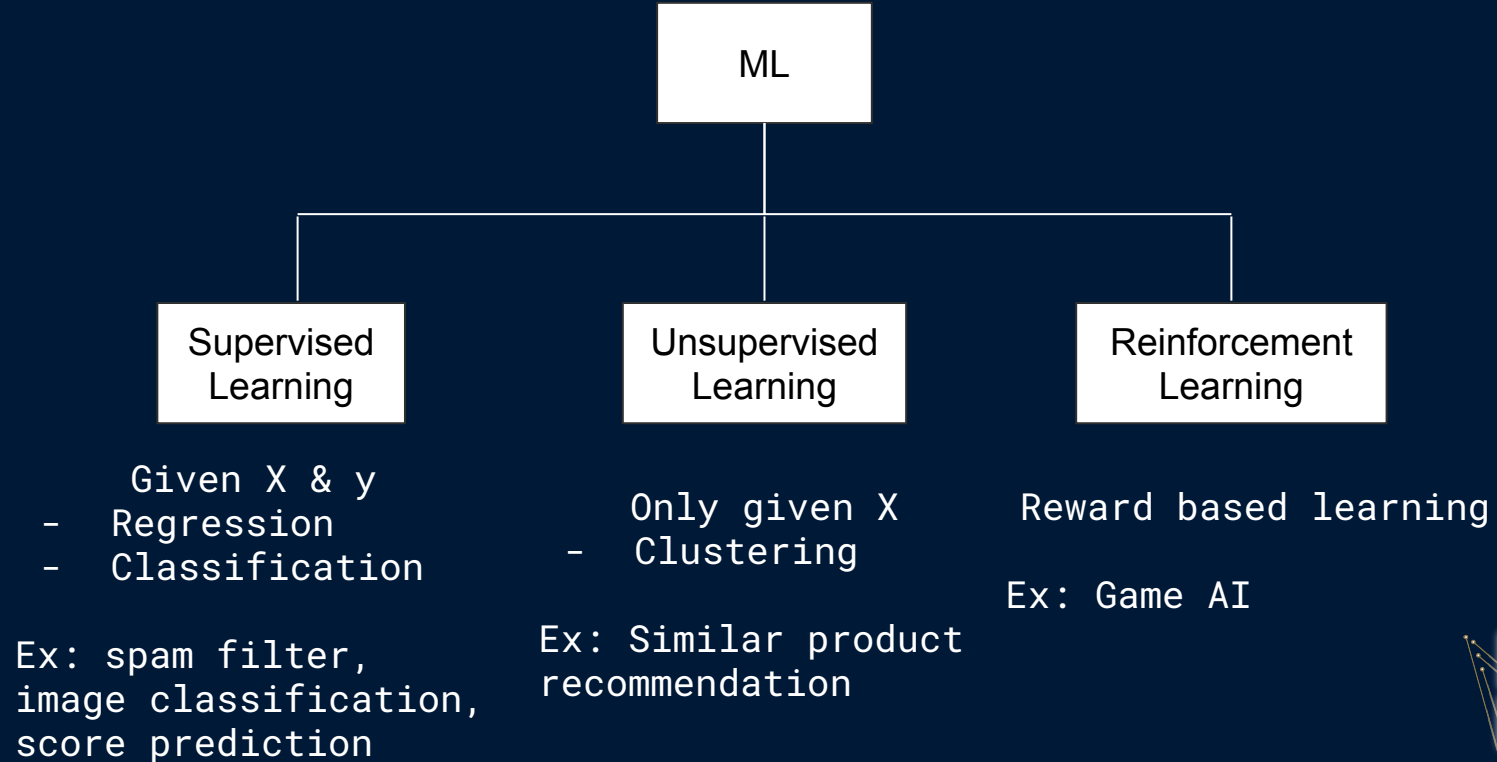 ML
Supervised
Learning
Unsupervised
Learning
Reinforcement
Learning
Given X & y
- Regression
- Classification
Ex: spam filter,
image classification,
score prediction
Only given X
- Clustering
Ex: Similar product
recommendation
Reward based learning
Ex: Game AI